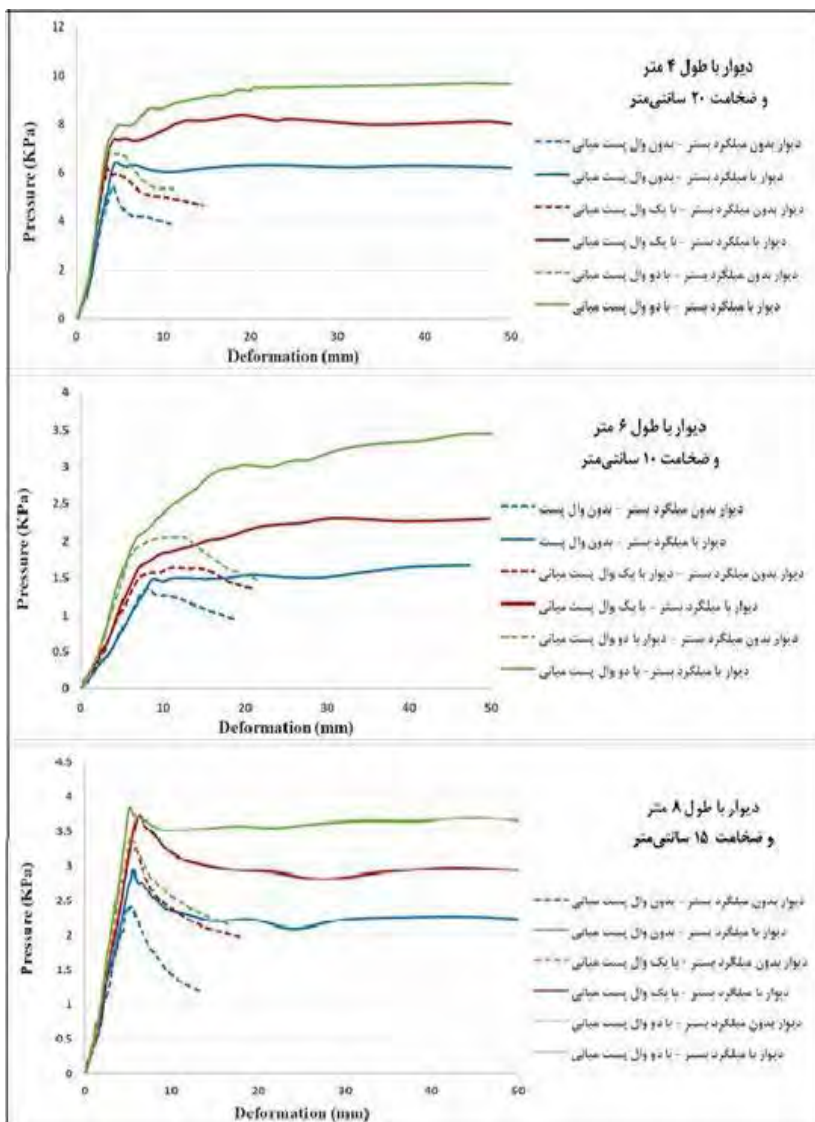 12
10
8
6
4
2
0
Pressure (KPa)
0 10 20 30 40 50
Deformation (mm)
دیوار با طول ۴ متر
و ضخامت ۲۰ سانتی‌متر
دیوار بدون میلگرد بستر - بدون وال پست میانی
دیوار با میلگرد بستر - بدون وال پست میانی
دیوار بدون میلگرد بستر - با یک وال پست میانی
دیوار با میلگرد بستر - با یک وال پست میانی
دیوار بدون میلگرد بستر - با دو وال پست میانی
دیوار با میلگرد بستر - با دو وال پست میانی
4
3.5
3
2.5
2
1.5
1
0.5
0
Pressure (KPa)
0 10 20 30 40 50
Deformation (mm)
دیوار با طول ۶ متر
و ضخامت ۱۰ سانتی‌متر
دیوار بدون میلگرد بستر - بدون وال پست
دیوار با میلگرد بستر - بدون وال پست
دیوار بدون میلگرد بستر - دیوار با یک وال پست میانی
دیوار با میلگرد بستر - با یک وال پست میانی
دیوار بدون میلگرد بستر - دیوار با دو وال پست میانی
دیوار با میلگرد بستر - با دو وال پست میانی
4.5
4
3.5
3
2.5
2
1.5
1
0.5
0
Pressure (KPa)
0 10 20 30 40
Deformation (mm)
دیوار با طول ۸ متر
و ضخامت ۱۵ سانتی‌متر
دیوار بدون میلگرد بستر - بدون وال پست میانی
دیوار با میلگرد بستر - بدون وال پست میانی
دیوار بدون میلگرد بستر - با یک وال پست میانی
دیوار با میلگرد بستر - با یک وال پست میانی
دیوار بدون میلگرد بستر - با دو وال پست میانی
دیوار با میلگرد بستر - با دو وال پست میانی